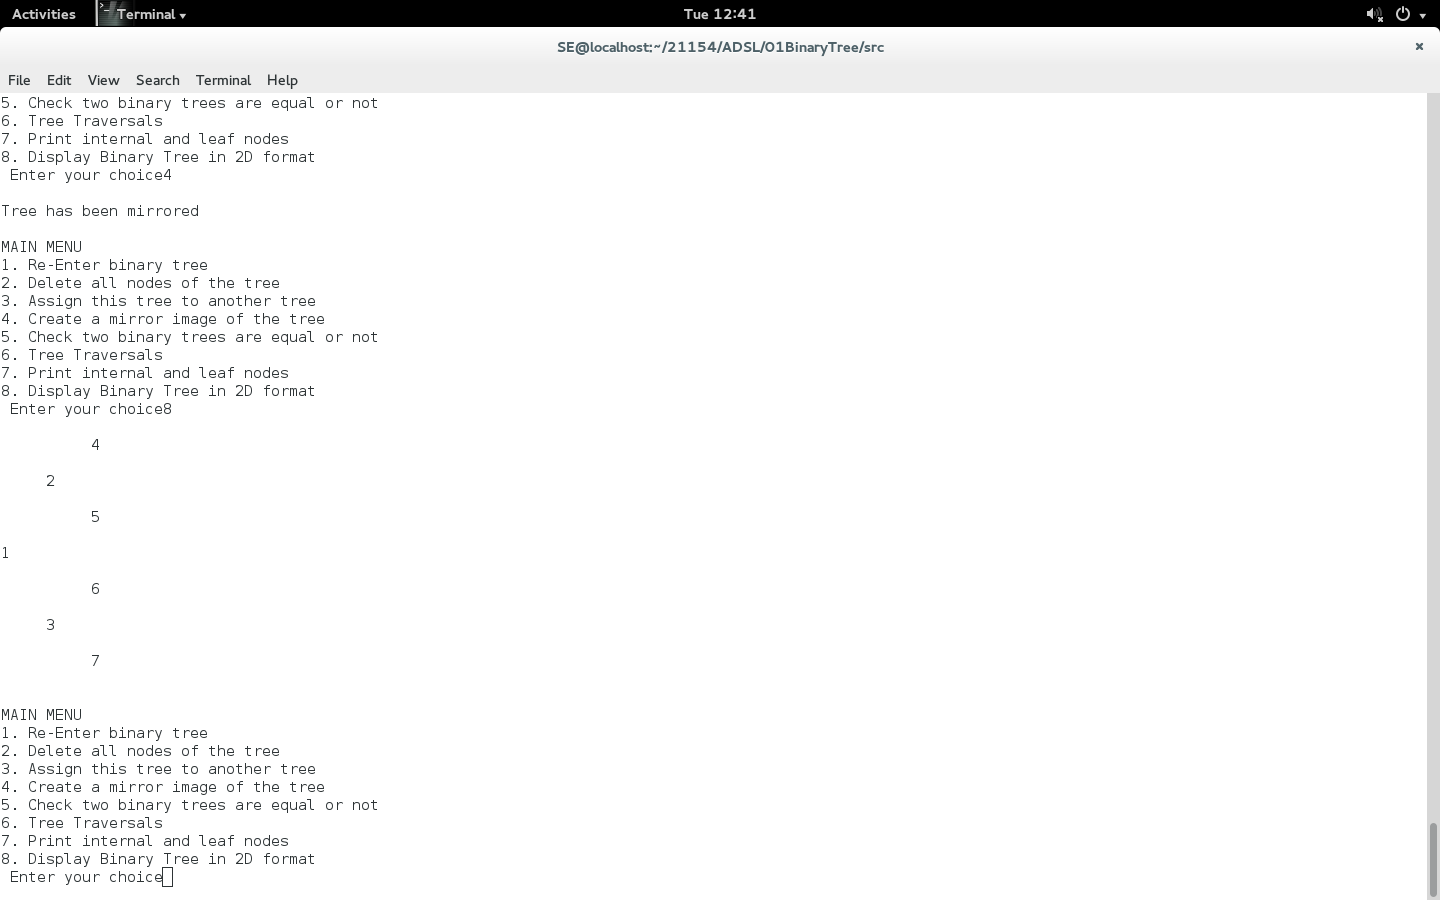 Activities Terminal Tue 12:41
SE@localhost:~/21154/ADSL/01BinaryTree/src
File Edit View Search Terminal Help
5. Check two binary trees are equal or not
6. Tree Traversals
7. Print internal and leaf nodes
8. Display Binary Tree in 2D format
Enter your choice4
Tree has been mirrored
MAIN MENU
1. Re-Enter binary tree
2. Delete all nodes of the tree
3. Assign this tree to another tree
4. Create a mirror image of the tree
5. Check two binary trees are equal or not
6. Tree Traversals
7. Print internal and leaf nodes
8. Display Binary Tree in 2D format
Enter your choice8
4
2
5
1
6
3
7
MAIN MENU
1. Re-Enter binary tree
2. Delete all nodes of the tree
3. Assign this tree to another tree
4. Create a mirror image of the tree
5. Check two binary trees are equal or not
6. Tree Traversals
7. Print internal and leaf nodes
8. Display Binary Tree in 2D format
Enter your choice